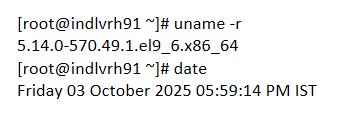 [root@indlvrh91 ~]# uname -r
5.14.0-570.49.1.el9_6.x86_64
[root@indlvrh91 ~]# date
Friday 03 October 2025 05:59:14 PM IST